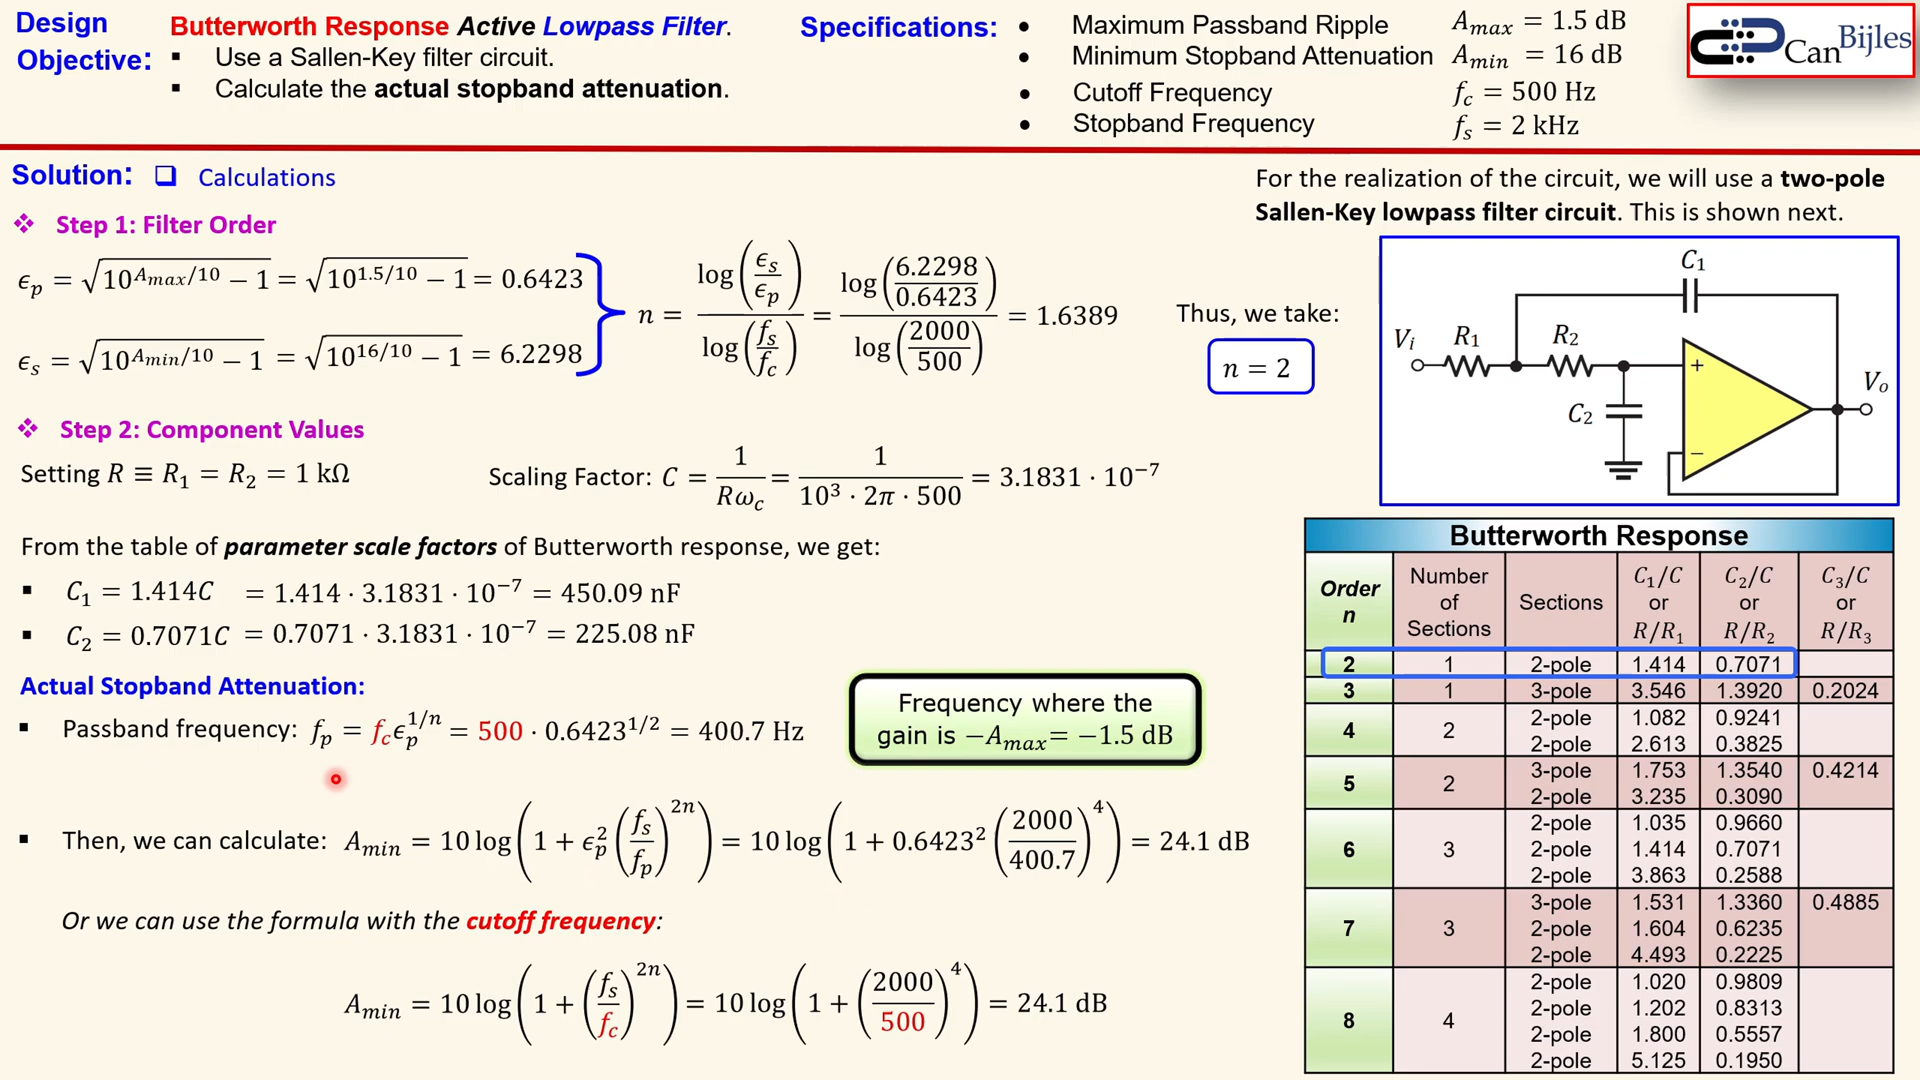 Design Objective:
Butterworth Response Active Lowpass Filter.
▪ Use a Sallen-Key filter circuit.
▪ Calculate the actual stopband attenuation.
Specifications:
• Maximum Passband Ripple A_max = 1.5 dB
• Minimum Stopband Attenuation A_min = 16 dB
• Cutoff Frequency f_c = 500 Hz
• Stopband Frequency f_s = 2 kHz
CanBijles
Solution: ❑ Calculations
❖ Step 1: Filter Order
ϵ_p = √(10^(A_max/10) − 1) = √(10^(1.5/10) − 1) = 0.6423
ϵ_s = √(10^(A_min/10) − 1) = √(10^(16/10) − 1) = 6.2298
n = log(ϵ_s/ϵ_p) / log(f_s/f_c) = log(6.2298/0.6423) / log(2000/500) = 1.6389
Thus, we take:
n = 2
For the realization of the circuit, we will use a two-pole
Sallen-Key lowpass filter circuit. This is shown next.
C₁
V_i R₁ R₂
+
C₂
V_o
−
❖ Step 2: Component Values
Setting R ≡ R₁ = R₂ = 1 kΩ
Scaling Factor: C = 1/(Rω_c) = 1/(10³ · 2π · 500) = 3.1831 · 10⁻⁷
From the table of parameter scale factors of Butterworth response, we get:
▪ C₁ = 1.414C = 1.414 · 3.1831 · 10⁻⁷ = 450.09 nF
▪ C₂ = 0.7071C = 0.7071 · 3.1831 · 10⁻⁷ = 225.08 nF
Actual Stopband Attenuation:
▪ Passband frequency: f_p = f_c ϵ_p^(1/n) = 500 · 0.6423^(1/2) = 400.7 Hz
Frequency where the
gain is −A_max = −1.5 dB
▪ Then, we can calculate: A_min = 10 log(1 + ϵ_p² (f_s/f_p)^(2n)) = 10 log(1 + 0.6423² (2000/400.7)⁴) = 24.1 dB
Or we can use the formula with the cutoff frequency:
A_min = 10 log(1 + (f_s/f_c)^(2n)) = 10 log(1 + (2000/500)⁴) = 24.1 dB
Butterworth Response
Order n | Number of Sections | Sections | C₁/C or R/R₁ | C₂/C or R/R₂ | C₃/C or R/R₃
2 1 2-pole 1.414 0.7071
3 1 3-pole 3.546 1.3920 0.2024
4 2 2-pole 1.082 0.9241
2-pole 2.613 0.3825
5 2 3-pole 1.753 1.3540 0.4214
2-pole 3.235 0.3090
6 3 2-pole 1.035 0.9660
2-pole 1.414 0.7071
2-pole 3.863 0.2588
7 3 3-pole 1.531 1.3360 0.4885
2-pole 1.604 0.6235
2-pole 4.493 0.2225
8 4 2-pole 1.020 0.9809
2-pole 1.202 0.8313
2-pole 1.800 0.5557
2-pole 5.125 0.1950